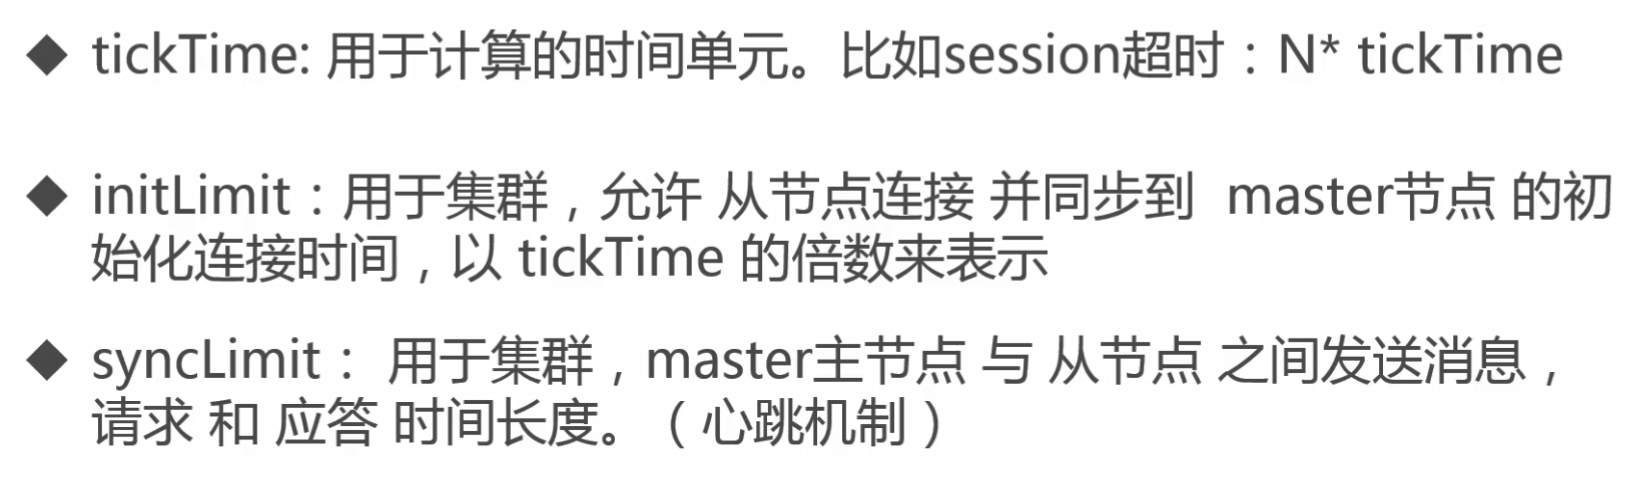 ◆ tickTime: 用于计算的时间单元。比如session超时：N* tickTime
◆ initLimit：用于集群，允许 从节点连接 并同步到 master节点 的初
始化连接时间，以 tickTime 的倍数来表示
◆ syncLimit： 用于集群，master主节点 与 从节点 之间发送消息，
请求 和 应答 时间长度。（心跳机制）